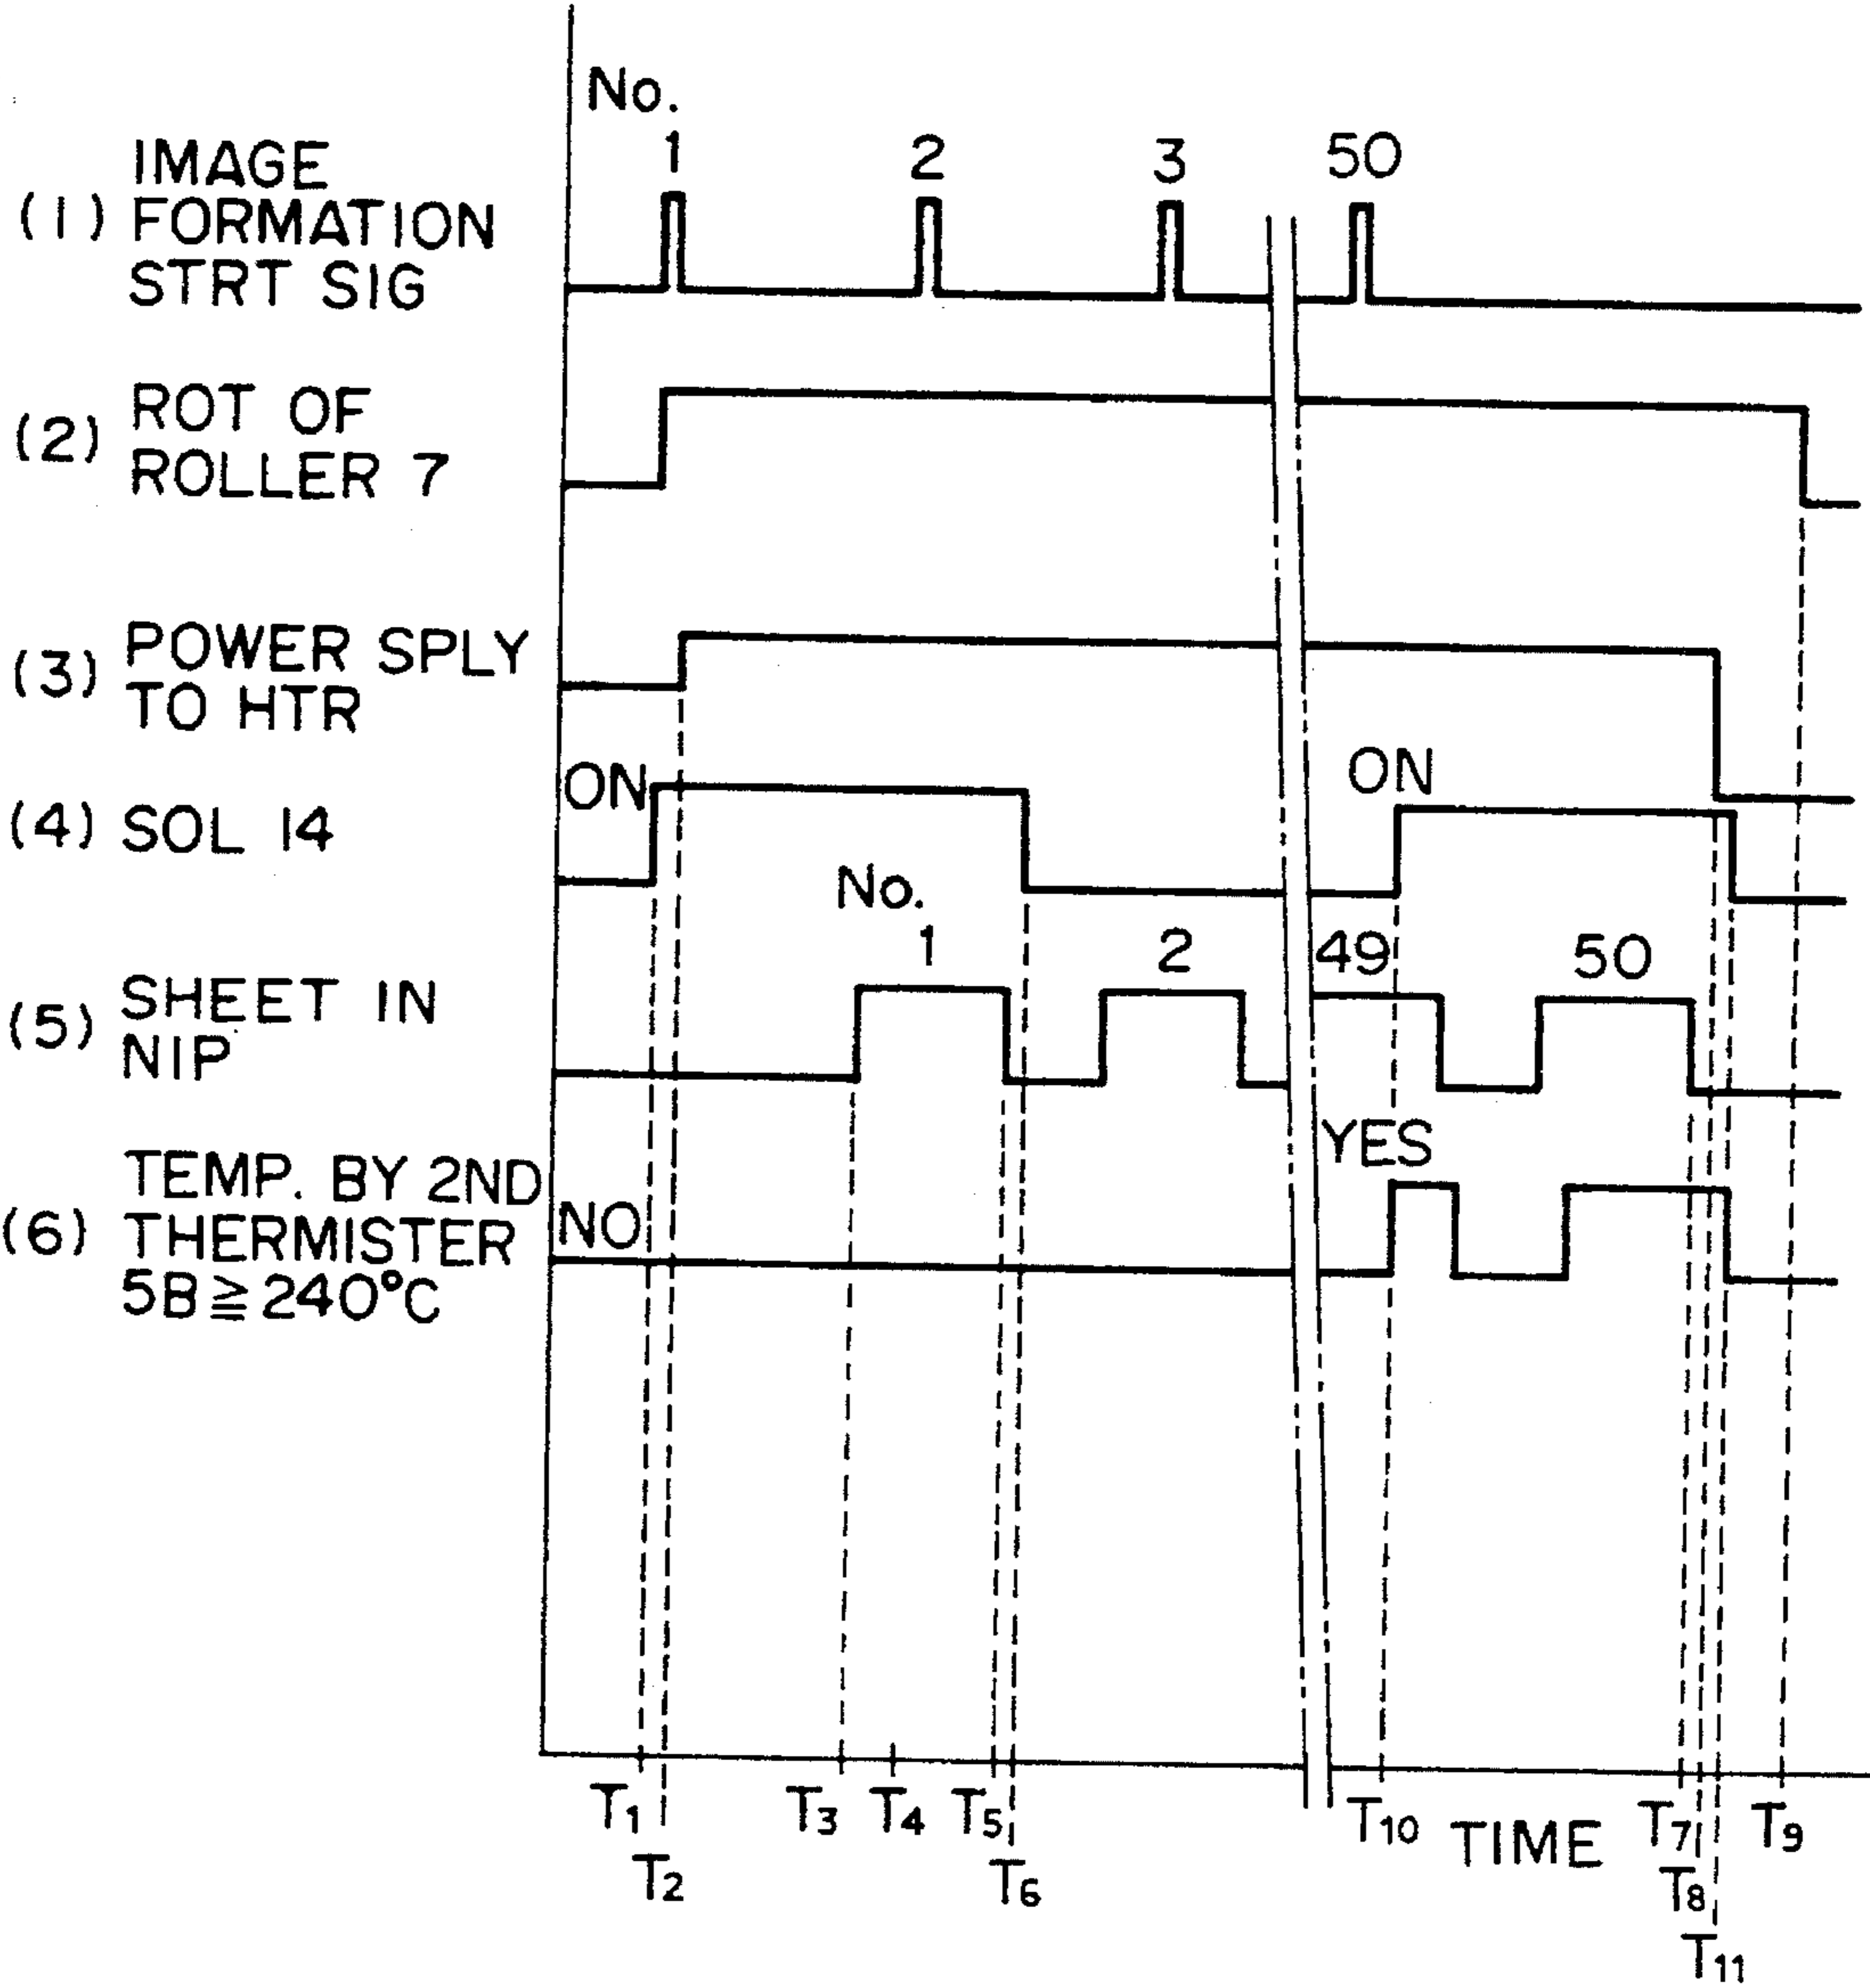 No.
1 2 3 50
(1) IMAGE
FORMATION
STRT SIG
(2) ROT OF
ROLLER 7
(3) POWER SPLY
TO HTR
ON ON
(4) SOL 14
No.
1 2 49 50
(5) SHEET IN
NIP
YES
(6) TEMP. BY 2ND
THERMISTER
5B≧240°C
NO
T1 T3 T4 T5 T10 TIME T7 T9
T2 T6 T8
T11